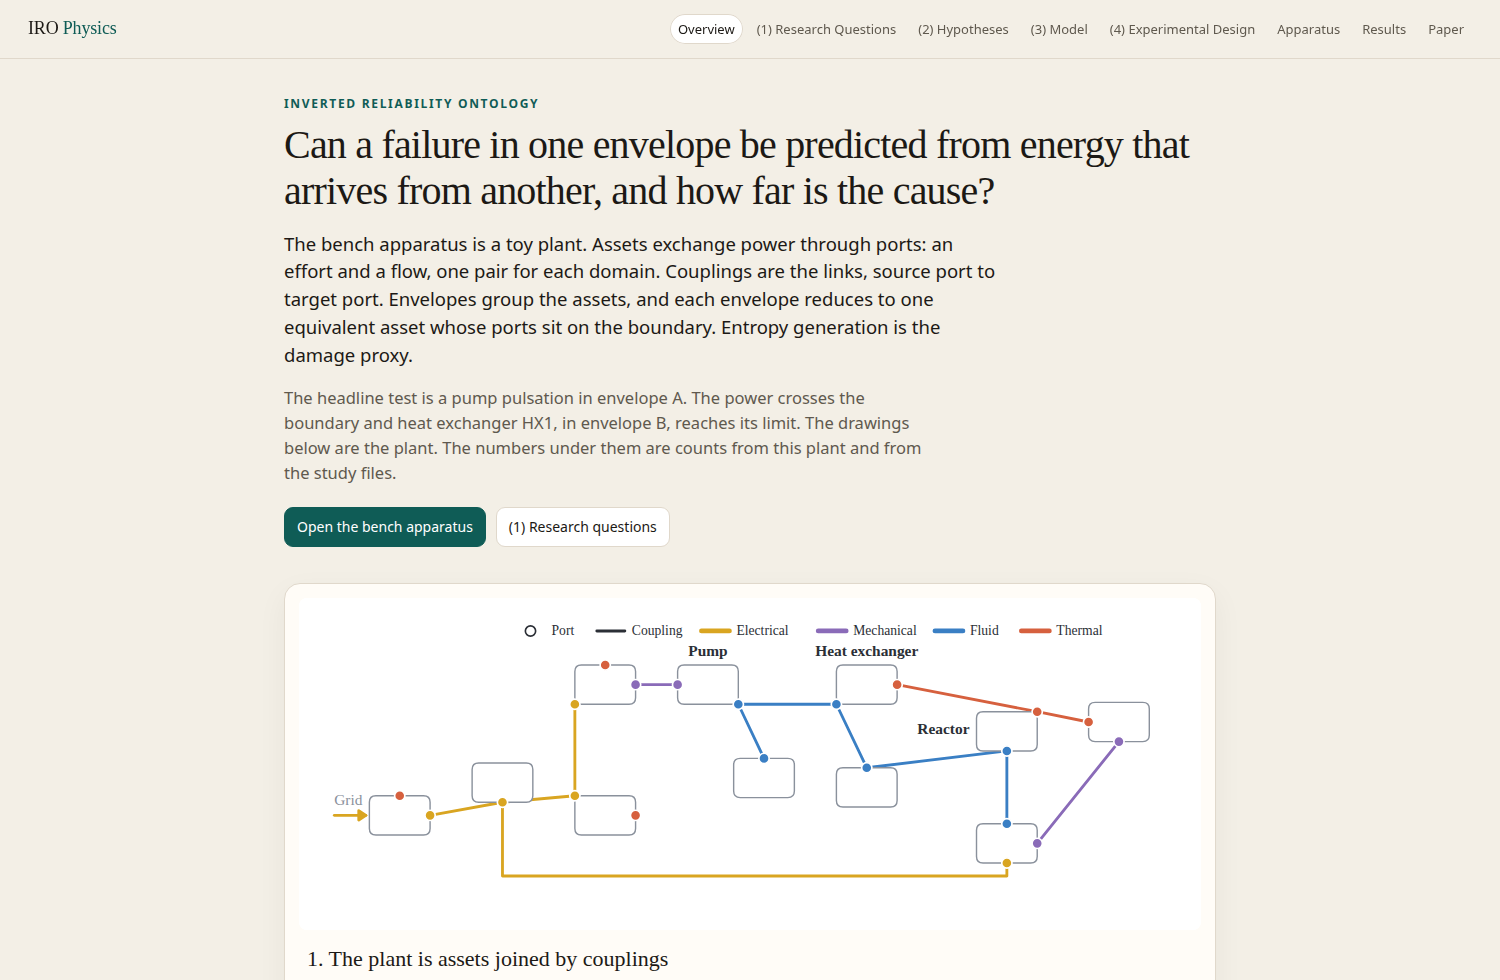 IRO Physics
Overview
(1) Research Questions
(2) Hypotheses
(3) Model
(4) Experimental Design
Apparatus
Results
Paper
INVERTED RELIABILITY ONTOLOGY
Can a failure in one envelope be predicted from energy that
arrives from another, and how far is the cause?
The bench apparatus is a toy plant. Assets exchange power through ports: an
effort and a flow, one pair for each domain. Couplings are the links, source port to
target port. Envelopes group the assets, and each envelope reduces to one
equivalent asset whose ports sit on the boundary. Entropy generation is the
damage proxy.
The headline test is a pump pulsation in envelope A. The power crosses the
boundary and heat exchanger HX1, in envelope B, reaches its limit. The drawings
below are the plant. The numbers under them are counts from this plant and from
the study files.
Open the bench apparatus
(1) Research questions
Port
Coupling
Electrical
Mechanical
Fluid
Thermal
Pump
Heat exchanger
Reactor
Grid
1. The plant is assets joined by couplings